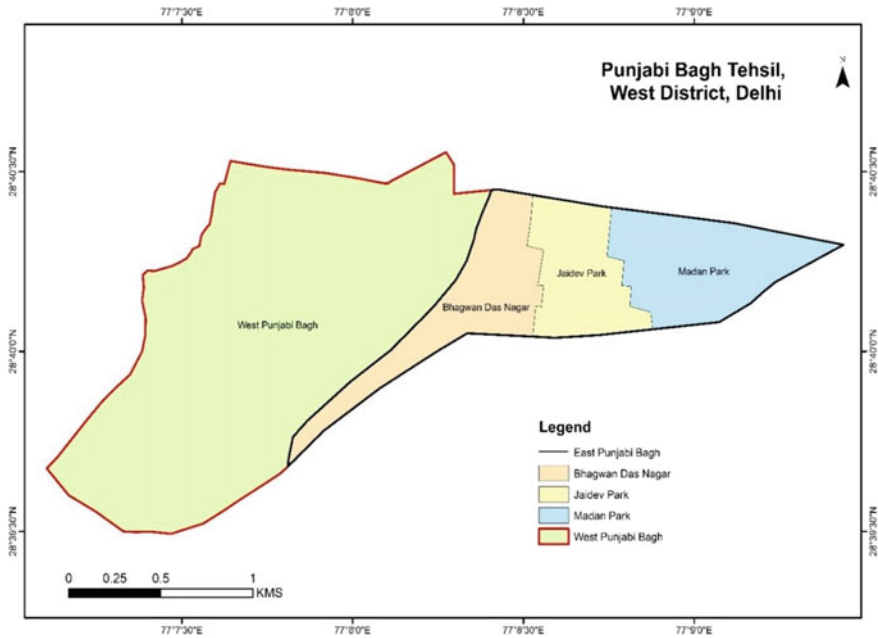 77°7'30"E 77°8'0"E 77°8'30"E 77°9'0"E
Punjabi Bagh Tehsil,
West District, Delhi
N
28°40'30"N 28°40'30"N
Madan Park
Jaidev Park
Bhagwan Das Nagar
West Punjabi Bagh
28°40'0"N 28°40'0"N
Legend
East Punjabi Bagh
Bhagwan Das Nagar
Jaidev Park
Madan Park
West Punjabi Bagh
28°39'30"N 28°39'30"N
0 0.25 0.5 1
KMS
77°7'30"E 77°8'0"E 77°8'30"E 77°9'0"E